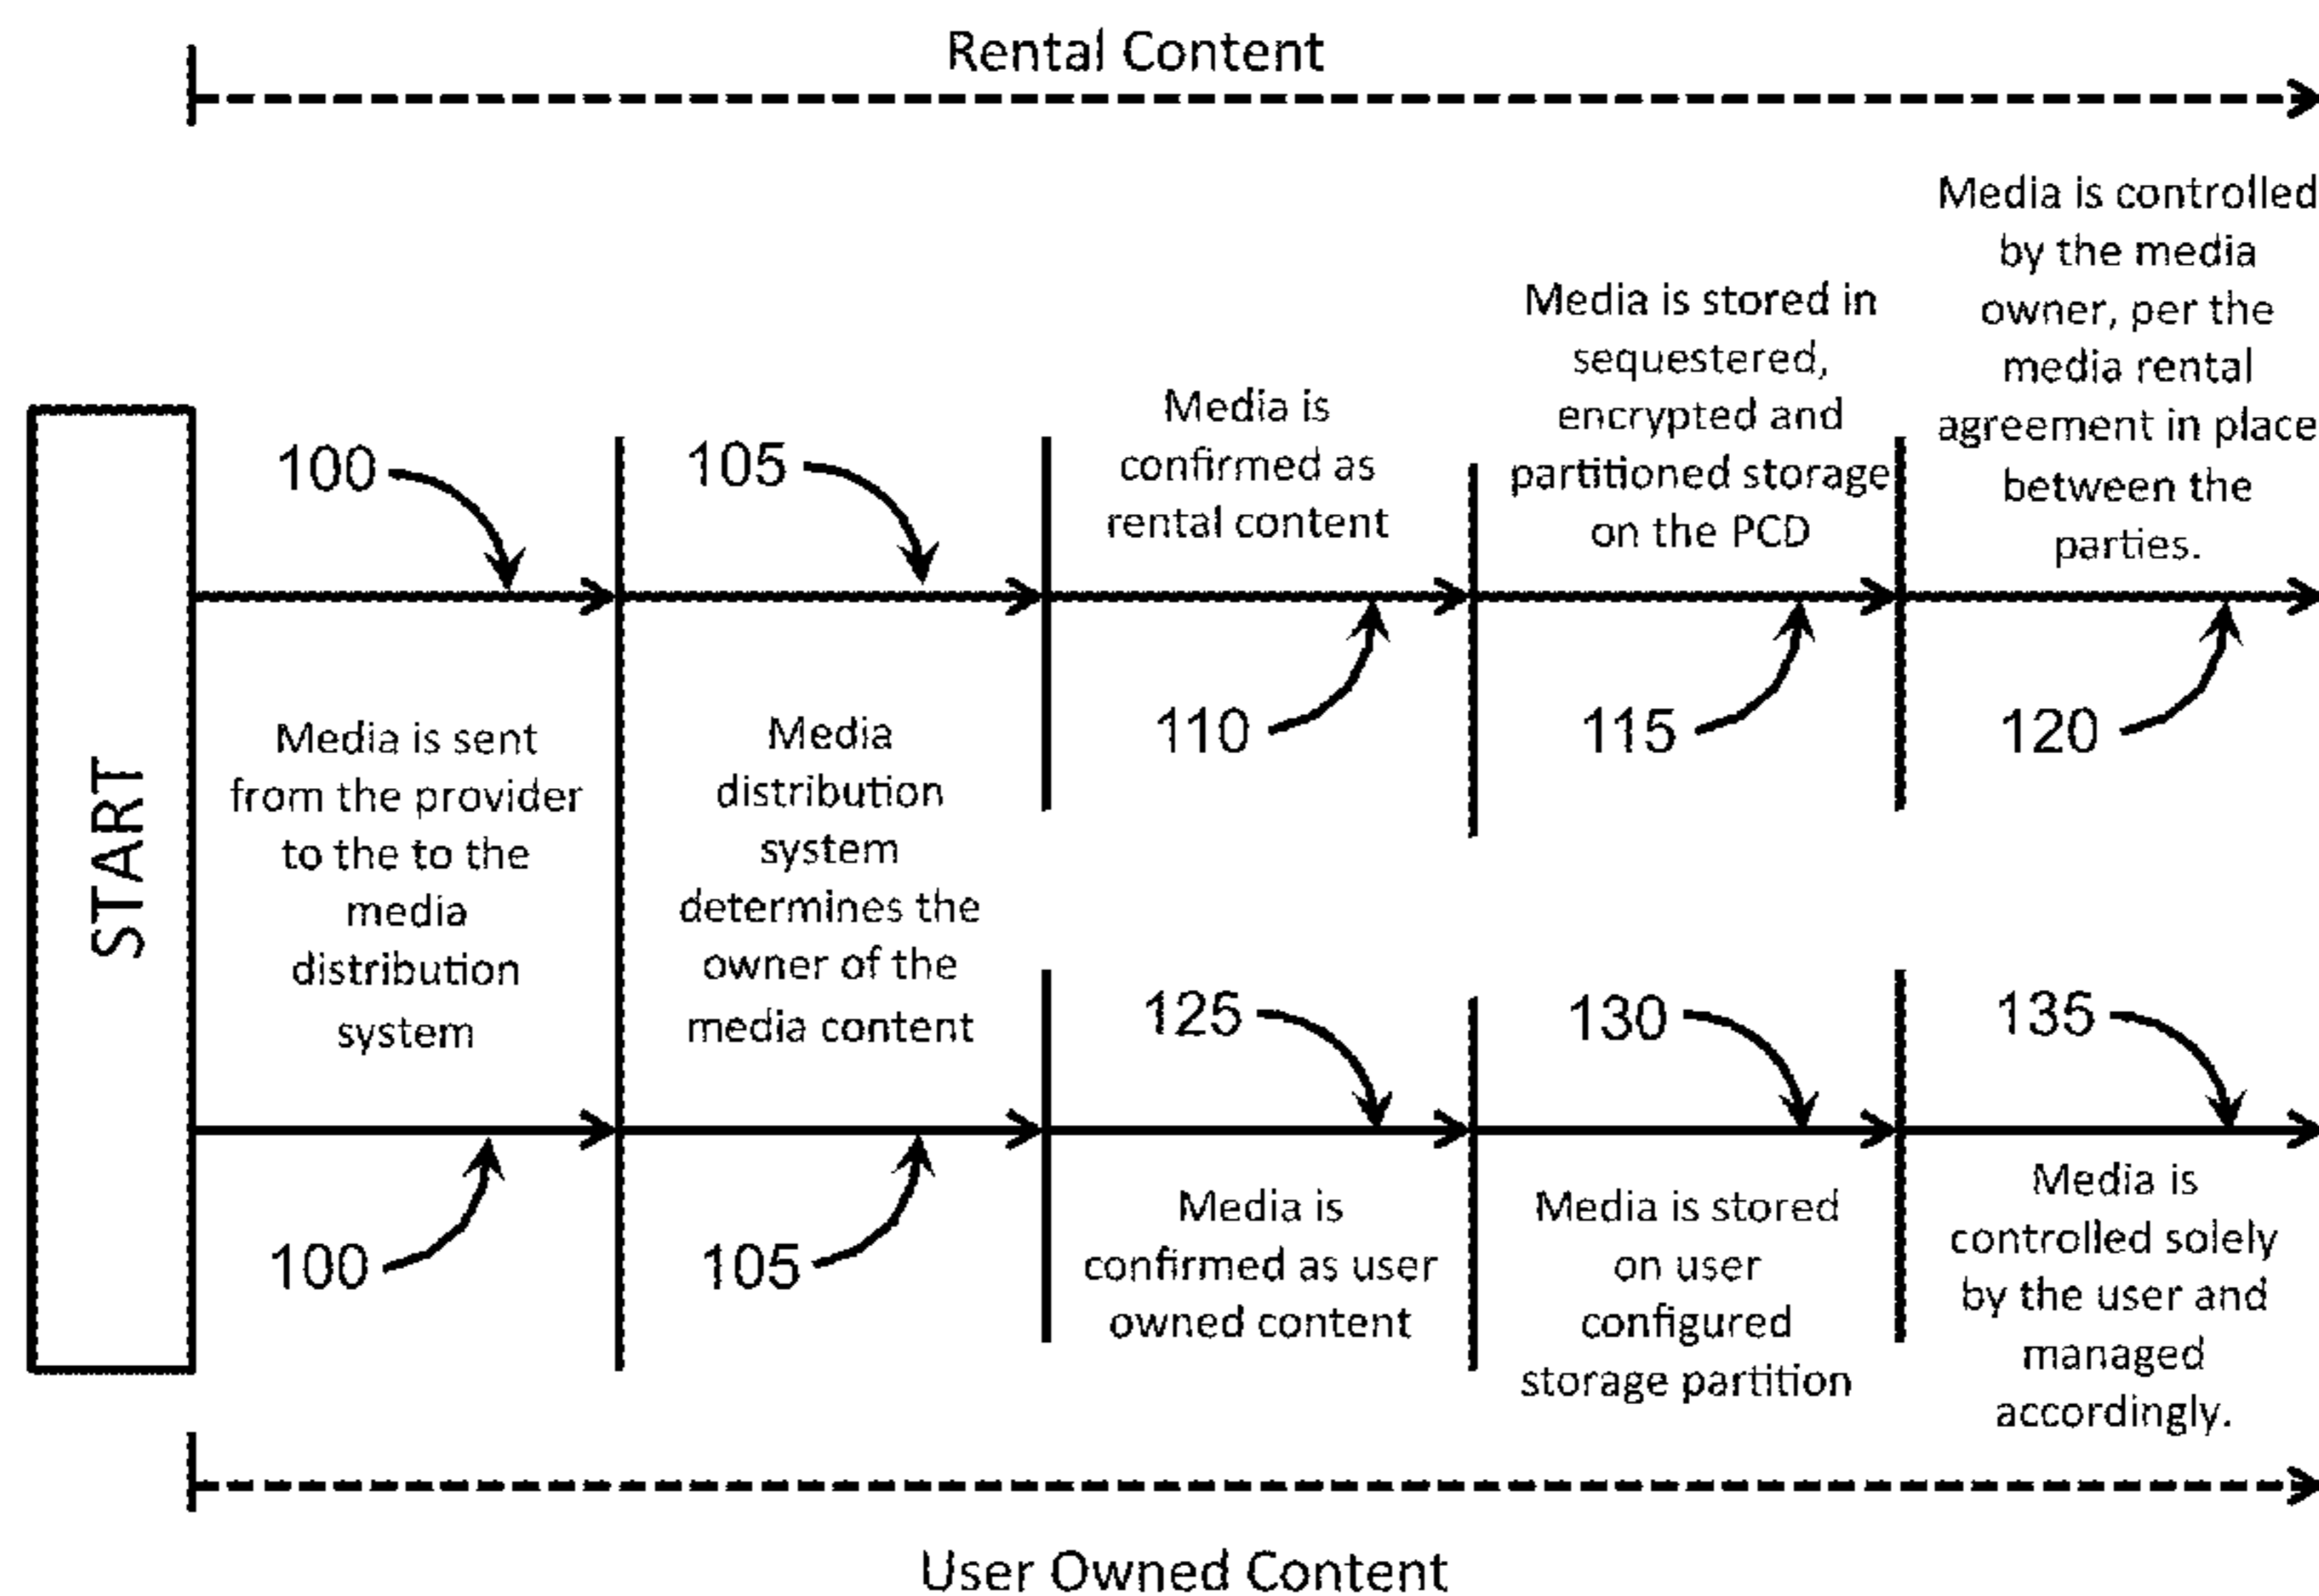 Rental Content
START
100
105
Media is
confirmed as
rental content
Media is stored in
sequestered,
encrypted and
partitioned storage
on the PCD
Media is controlled
by the media
owner, per the
media rental
agreement in place
between the
parties.
110
115
120
Media is sent
from the provider
to the to the
media
distribution
system
Media
distribution
system
determines the
owner of the
media content
125
130
135
100
105
Media is
confirmed as user
owned content
Media is stored
on user
configured
storage partition
Media is
controlled solely
by the user and
managed
accordingly.
User Owned Content